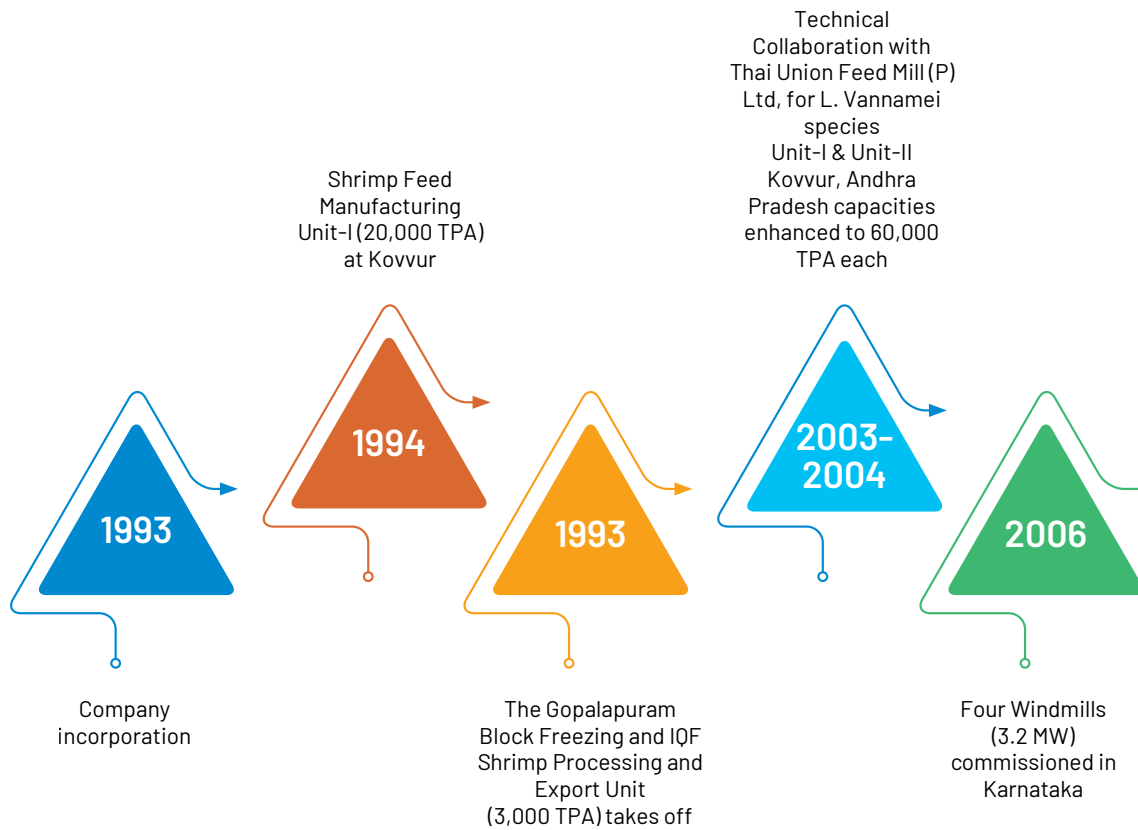 1993
Company
incorporation
Shrimp Feed
Manufacturing
Unit-I (20,000 TPA)
at Kovvur
1994
1993
The Gopalapuram
Block Freezing and IQF
Shrimp Processing and
Export Unit
(3,000 TPA) takes off
Technical
Collaboration with
Thai Union Feed Mill (P)
Ltd, for L. Vannamei
species
Unit-I & Unit-II
Kovvur, Andhra
Pradesh capacities
enhanced to 60,000
TPA each
2003-
2004
2006
Four Windmills
(3.2 MW)
commissioned in
Karnataka